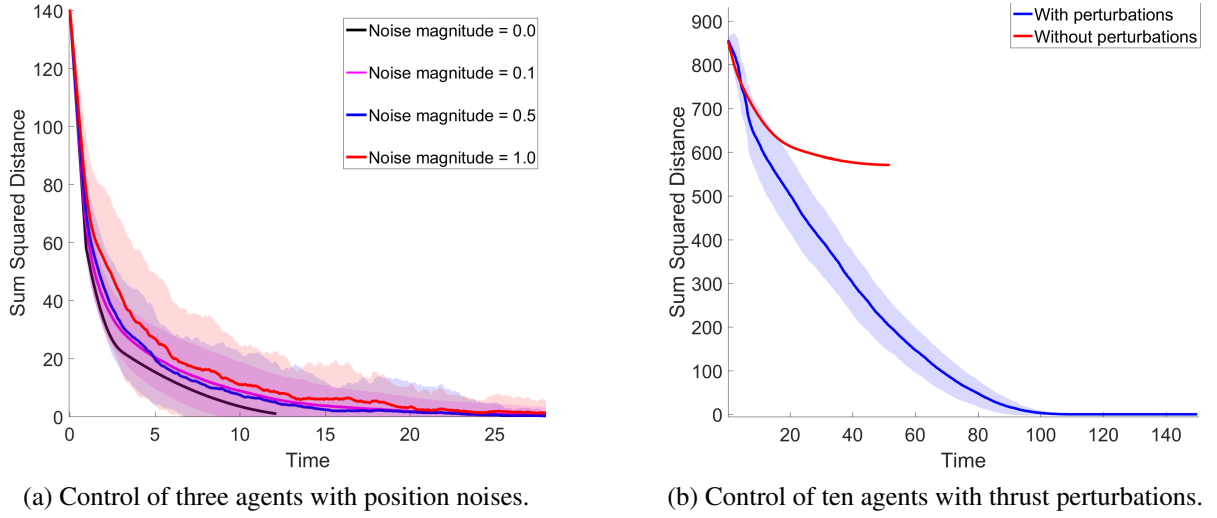 140
120
100
80
60
40
20
0
0
5
10
15
20
25
Sum Squared Distance
Time
Noise magnitude = 0.0
Noise magnitude = 0.1
Noise magnitude = 0.5
Noise magnitude = 1.0
(a) Control of three agents with position noises.
900
800
700
600
500
400
300
200
100
0
20
40
60
80
100
120
140
Sum Squared Distance
Time
With perturbations
Without perturbations
(b) Control of ten agents with thrust perturbations.